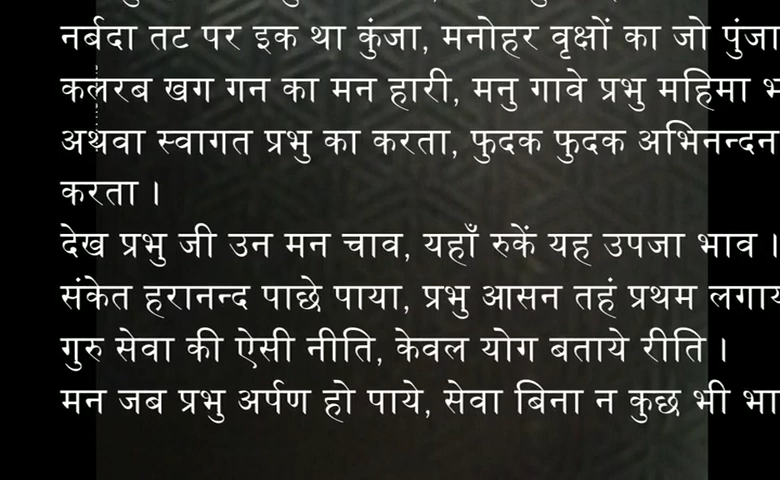 नर्बदा तट पर इक था कुंजा, मनोहर वृक्षों का जो पुंजा
कलरब खग गन का मन हारी, मनु गावे प्रभु महिमा
अथवा स्वागत प्रभु का करता, फुदक फुदक अभिनन्दन
करता ।
देख प्रभु जी उन मन चाव, यहाँ रुकें यह उपजा भाव ।
संकेत हरानन्द पाछे पाया, प्रभु आसन तहं प्रथम
गुरु सेवा की ऐसी नीति, केवल योग बताये रीति ।
मन जब प्रभु अर्पण हो पाये, सेवा बिना न कुछ भी